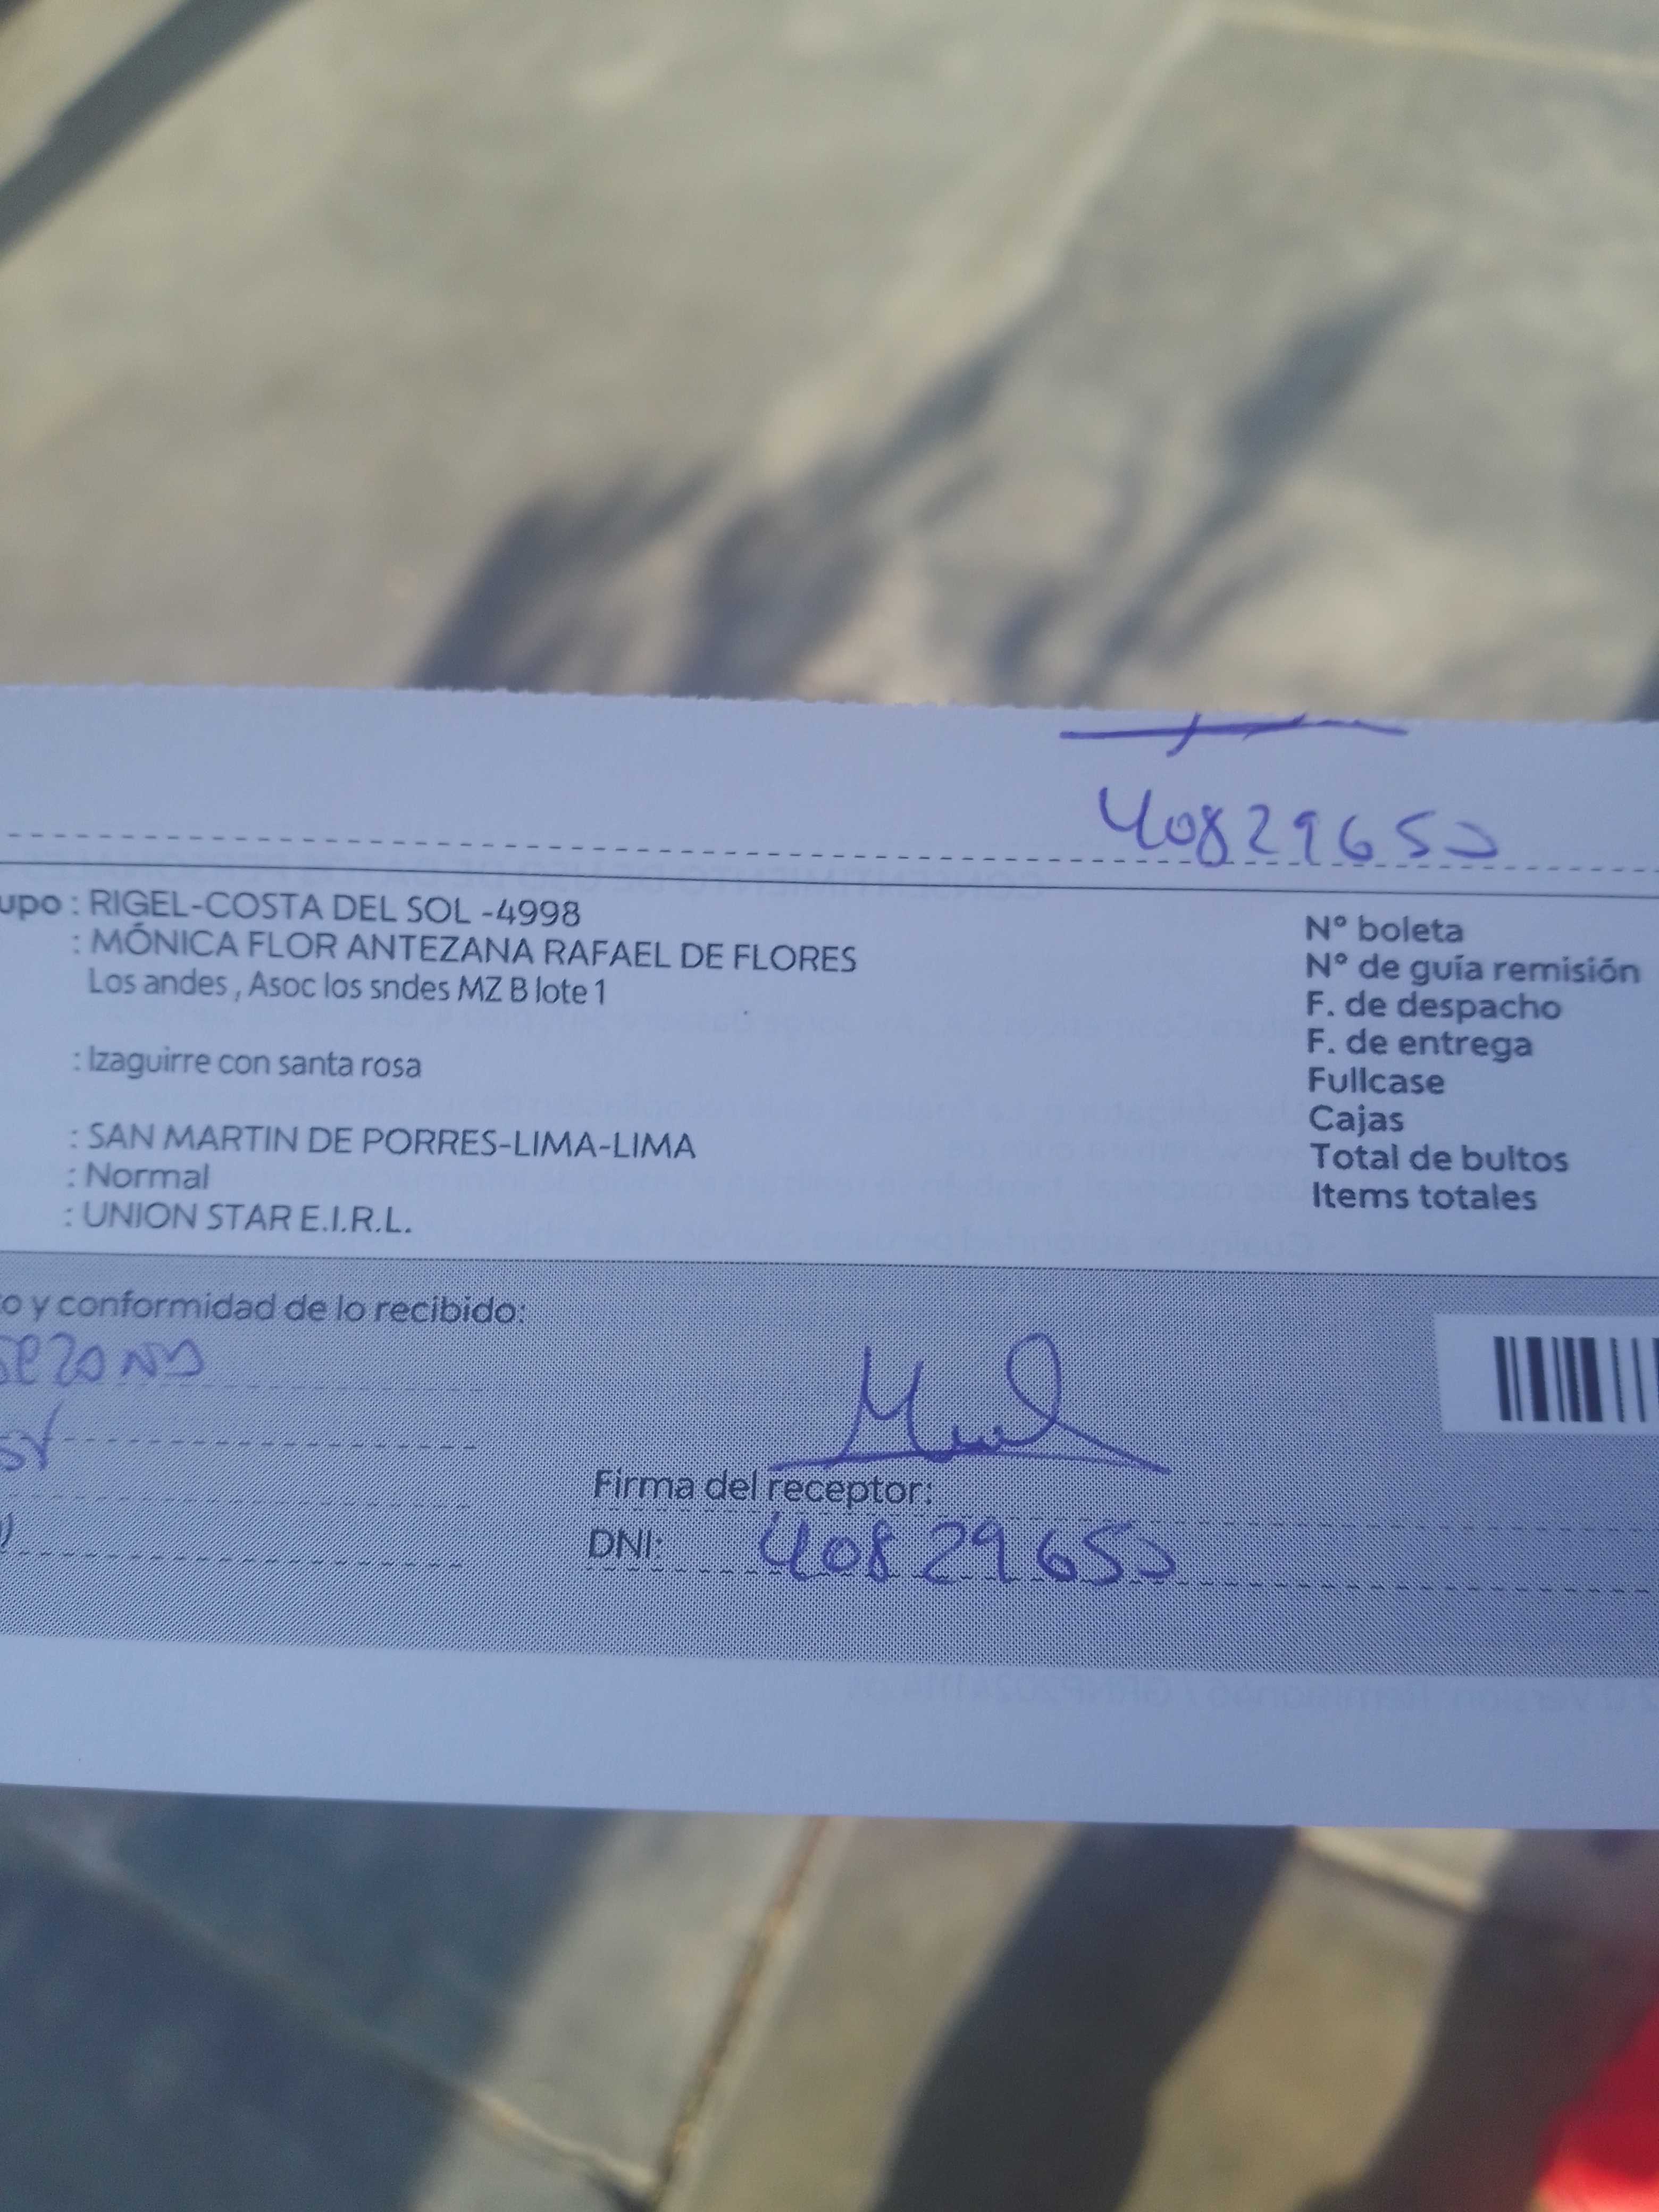 40829650
upo : RIGEL-COSTA DEL SOL -4998
: MÓNICA FLOR ANTEZANA RAFAEL DE FLORES
Los andes , Asoc los sndes MZ B lote 1
: Izaguirre con santa rosa
: SAN MARTIN DE PORRES-LIMA-LIMA
: Normal
: UNION STAR E.I.R.L.
Nº boleta
Nº de guía remisión
F. de despacho
F. de entrega
Fullcase
Cajas
Total de bultos
Items totales
o y conformidad de lo recibido:
Firma del receptor:
DNI: 40829650